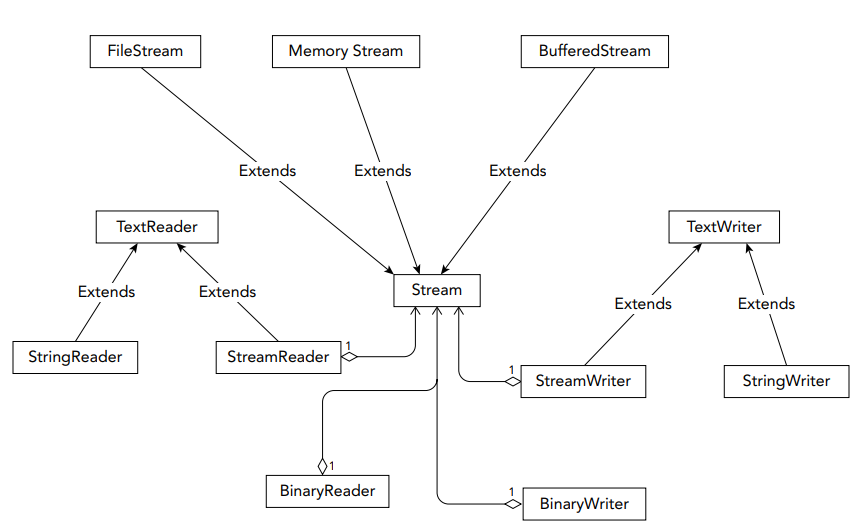 FileStream
Memory Stream
BufferedStream
Extends
Extends
Extends
TextReader
TextWriter
Extends
Extends
Stream
Extends
Extends
StringReader
StreamReader
1
1
StreamWriter
StringWriter
1
BinaryReader
1
BinaryWriter